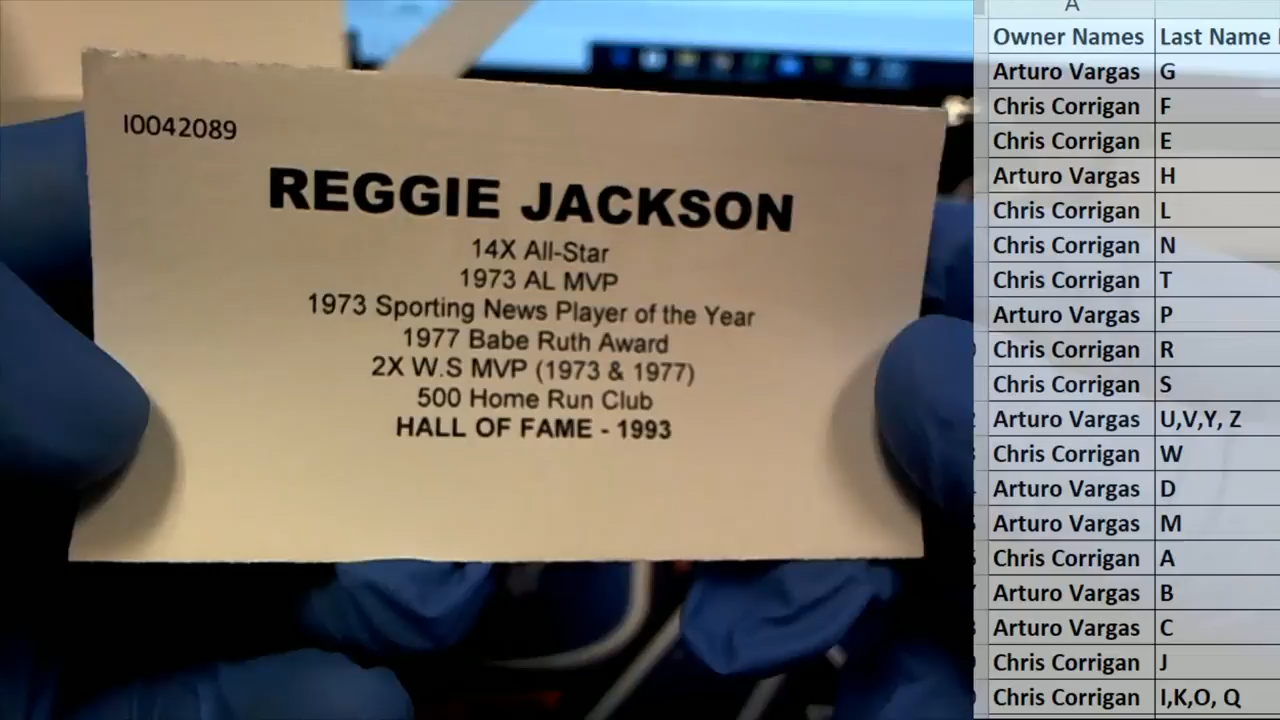 I0042089
REGGIE JACKSON
14X All-Star
1973 AL MVP
1973 Sporting News Player of the Year
1977 Babe Ruth Award
2X W.S MVP (1973 & 1977)
500 Home Run Club
HALL OF FAME - 1993
A
Owner Names Last Name
Arturo Vargas G
Chris Corrigan F
Chris Corrigan E
Arturo Vargas H
Chris Corrigan L
Chris Corrigan N
Chris Corrigan T
Arturo Vargas P
Chris Corrigan R
Chris Corrigan S
Arturo Vargas U,V,Y, Z
Chris Corrigan W
Arturo Vargas D
Arturo Vargas M
Chris Corrigan A
Arturo Vargas B
Arturo Vargas C
Chris Corrigan J
Chris Corrigan I,K,O, Q